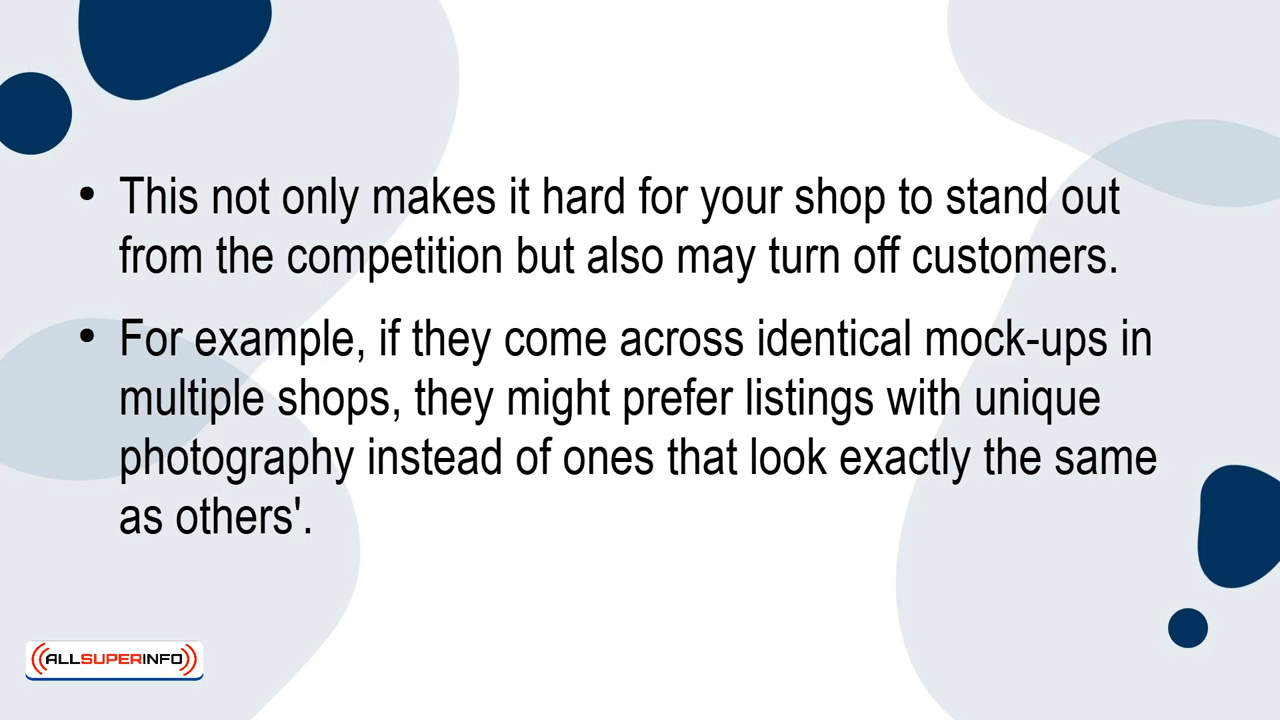 • This not only makes it hard for your shop to stand out
from the competition but also may turn off customers.
• For example, if they come across identical mock-ups in
multiple shops, they might prefer listings with unique
photography instead of ones that look exactly the same
as others'.
ALLSUPERINFO